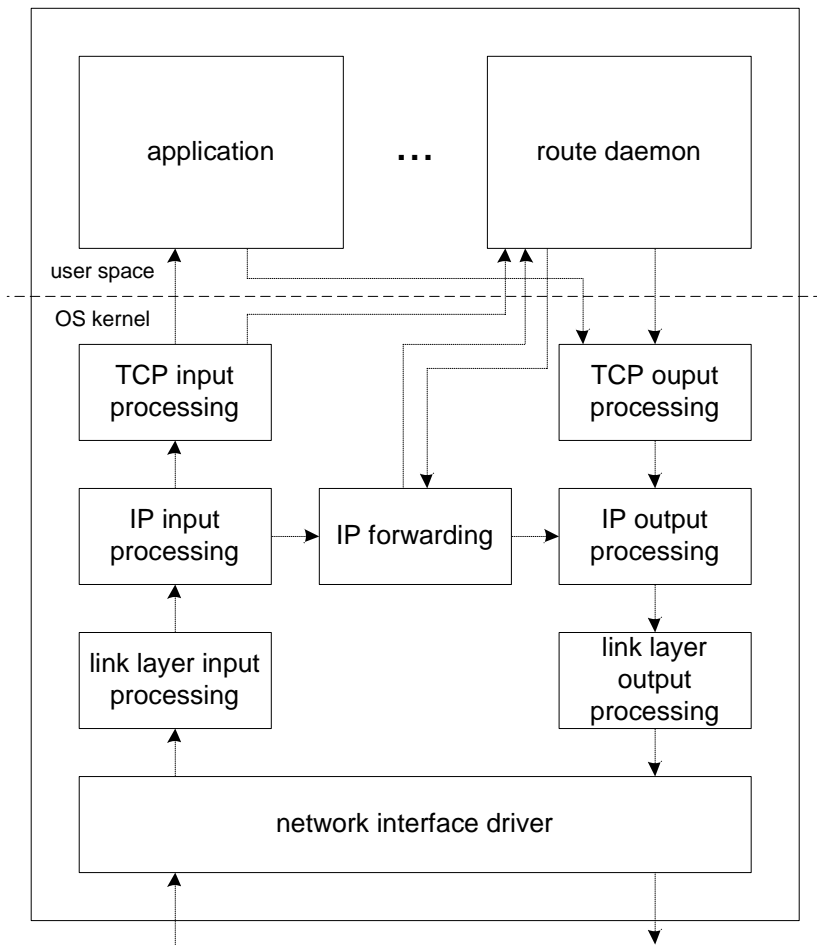 application
...
route daemon
user space
OS kernel
TCP input
processing
TCP ouput
processing
IP input
processing
IP forwarding
IP output
processing
link layer input
processing
link layer
output
processing
network interface driver